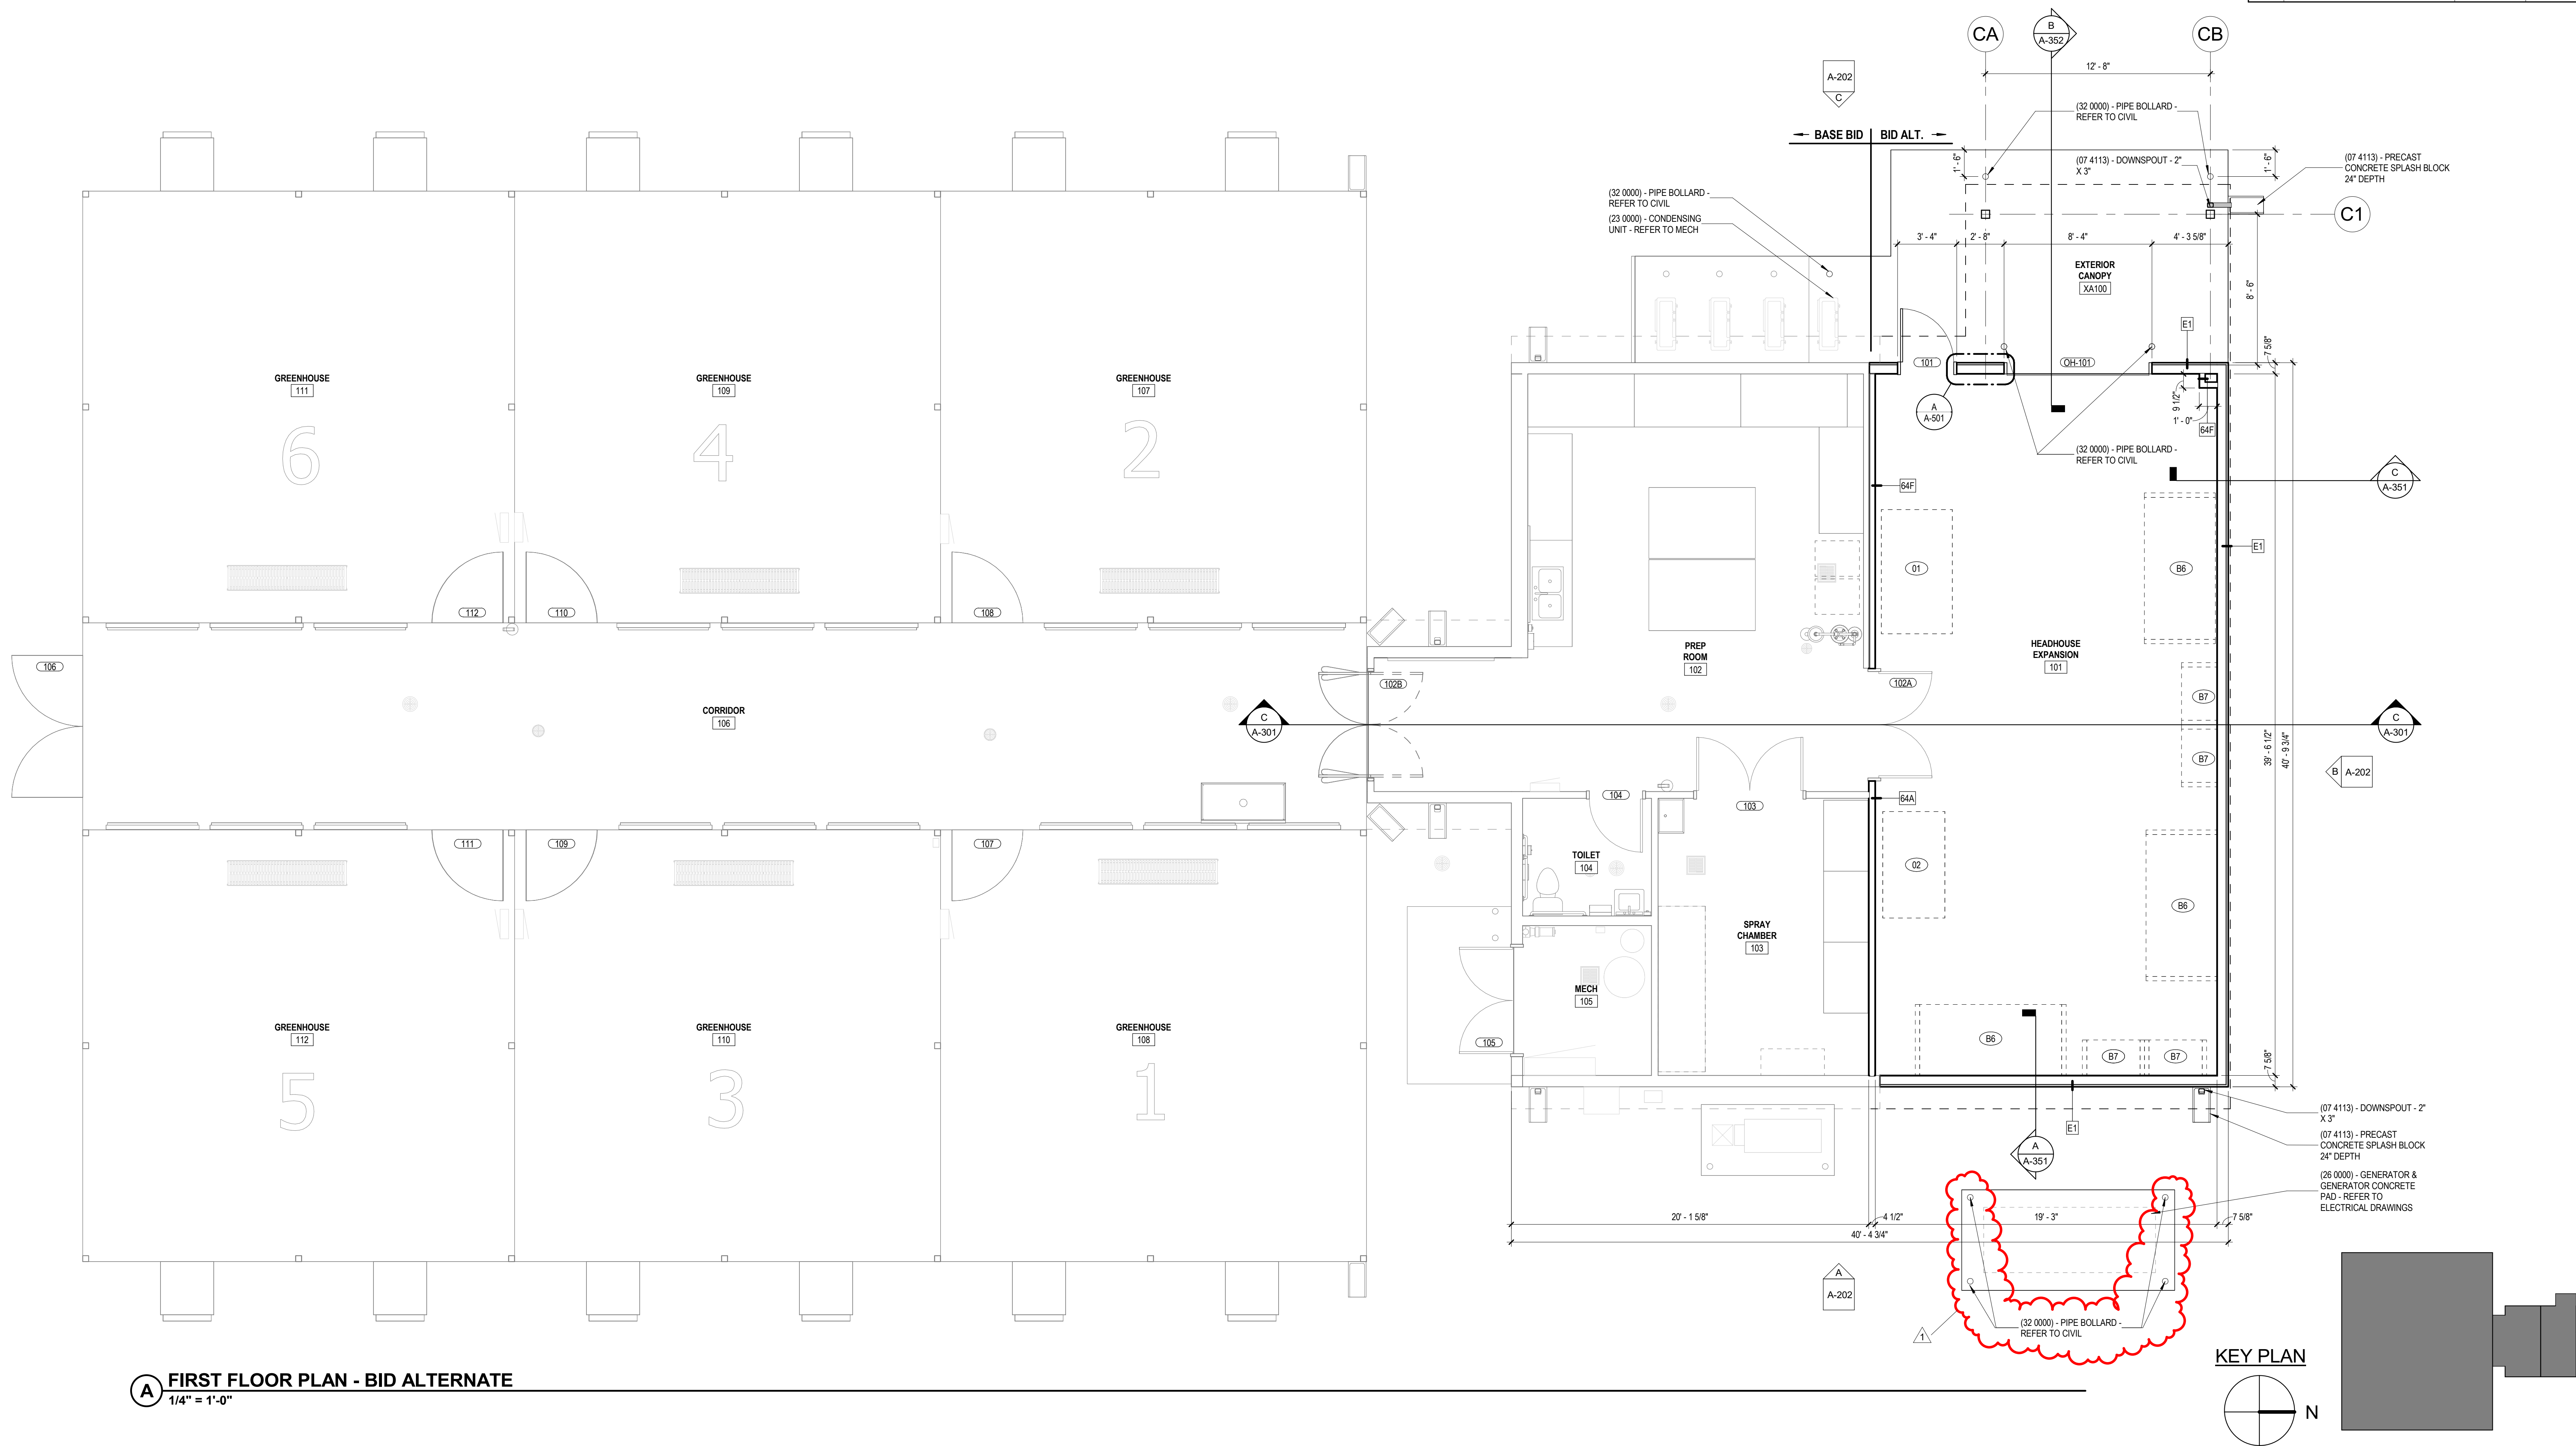 CA
B
A-352
CB
12' - 8"
A-202
C
(32 0000) - PIPE BOLLARD -
REFER TO CIVIL
BASE BID
BID ALT.
1' - 6"
(07 4113) - DOWNSPOUT - 2"
X 3"
1' - 6"
(07 4113) - PRECAST
CONCRETE SPLASH BLOCK
24" DEPTH
(32 0000) - PIPE BOLLARD -
REFER TO CIVIL
(23 0000) - CONDENSING
UNIT - REFER TO MECH
C1
3' - 4"
2' - 8"
8' - 4"
4' - 3 5/8"
EXTERIOR
CANOPY
XA100
8' - 6"
E1
7 5/8"
101
OH-101
GREENHOUSE
111
GREENHOUSE
109
GREENHOUSE
107
A
A-501
9 1/2"
1' - 0"
64F
6
4
2
(32 0000) - PIPE BOLLARD -
REFER TO CIVIL
C
A-351
64F
E1
01
B6
112
110
108
PREP
ROOM
102
HEADHOUSE
EXPANSION
101
106
102B
102A
B7
CORRIDOR
106
C
A-301
C
A-301
39' - 6 1/2"
40' - 9 3/4"
B7
B
A-202
104
103
64A
111
109
107
TOILET
104
02
B6
SPRAY
CHAMBER
103
MECH
105
GREENHOUSE
112
GREENHOUSE
110
GREENHOUSE
108
105
B6
B7
B7
7 5/8"
5
3
1
(07 4113) - DOWNSPOUT - 2"
X 3"
E1
(07 4113) - PRECAST
CONCRETE SPLASH BLOCK
24" DEPTH
A
A-351
(26 0000) - GENERATOR &
GENERATOR CONCRETE
PAD - REFER TO
ELECTRICAL DRAWINGS
20' - 1 5/8"
4 1/2"
19' - 3"
7 5/8"
40' - 4 3/4"
A
A-202
(32 0000) - PIPE BOLLARD -
REFER TO CIVIL
1
KEY PLAN
N
A
FIRST FLOOR PLAN - BID ALTERNATE
1/4" = 1'-0"